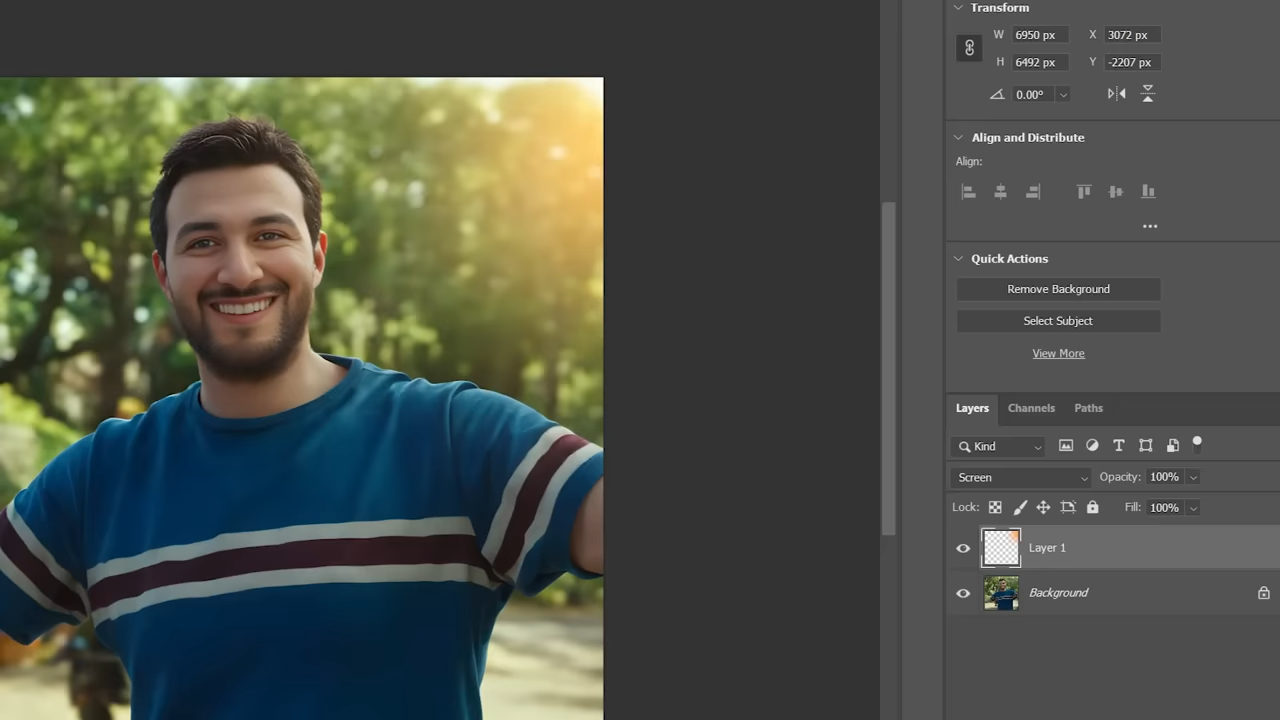 Transform
W 6950 px X 3072 px
H 6492 px Y -2207 px
0.00°
Align and Distribute
Align:
Quick Actions
Remove Background
Select Subject
View More
Layers Channels Paths
Kind
Screen Opacity: 100%
Lock: Fill: 100%
Layer 1
Background